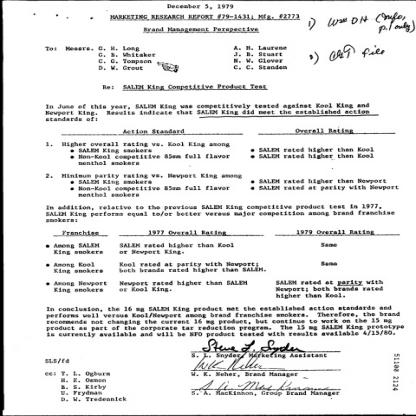 December 5, 1979
MARKETING RESEARCH REPORT #79-1431; Mfg. #2773
Brand Management Perspective
To: Messrs. G. H. Long
G. B. Whitaker
C. G. Tompson
D. W. Grout
A. M. Laurene
J. B. Stuart
N. W. Glover
C. C. Standen
Re: SALEM King Competitive Product Test
In June of this year, SALEM King was competitively tested against Kool King and
Newport King. Results indicate that SALEM King did meet the established action
standards of:
Action Standard Overall Rating
1. Higher overall rating vs. Kool King among
• SALEM King smokers • SALEM rated higher than Kool
• Non-Kool competitive 85mm full flavor • SALEM rated higher than Kool
menthol smokers
2. Minimum parity rating vs. Newport King among
• SALEM King smokers • SALEM rated higher than Newport
• Non-Kool competitive 85mm full flavor • SALEM rated at parity with Newport
menthol smokers
In addition, relative to the previous SALEM King competitive product test in 1977,
SALEM King performs equal to/or better versus major competition among brand franchise
smokers:
Franchise 1977 Overall Rating 1979 Overall Rating
• Among SALEM SALEM rated higher than Kool Same
King smokers or Newport King.
• Among Kool Kool rated at parity with Newport; Same
King smokers both brands rated higher than SALEM.
• Among Newport Newport rated higher than SALEM SALEM rated at parity with
King smokers or Kool King. Newport; both brands rated
higher than Kool.
In conclusion, the 16 mg SALEM King product met the established action standards and
performs well versus Kool/Newport among brand franchise smokers. Therefore, the brand
recommends not changing the current 16 mg product, but continue to work on the 15 mg
product as part of the corporate tar reduction program. The 15 mg SALEM King prototype
is currently available and will be NFO product tested with results available 4/15/80.
S. L. Snyder, Marketing Assistant
SLS/fd
W. K. Neher, Brand Manager
cc: T. L. Ogburn
H. E. Osmon
B. S. Kirby
U. Frydman
D. W. Tredennick
S. A. MacKinnon, Group Brand Manager
51100 2124